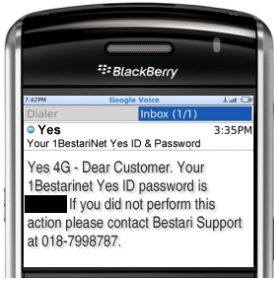 BlackBerry
7:42PM Google Voice
Dialer Inbox (1/1)
Yes 3:35PM
Your 1BestariNet Yes ID & Password
Yes 4G - Dear Customer. Your
1Bestarinet Yes ID password is
If you did not perform this
action please contact Bestari Support
at 018-7998787.